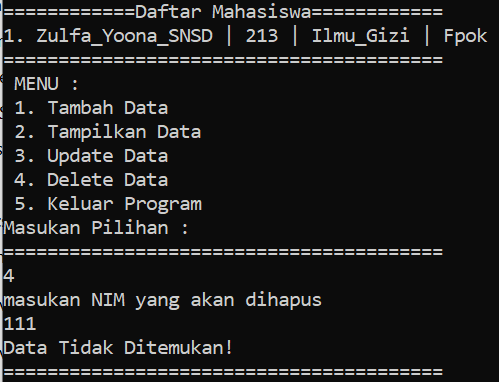 ============Daftar Mahasiswa============
1. Zulfa_Yoona_SNSD | 213 | Ilmu_Gizi | Fpok
========================================
MENU :
1. Tambah Data
2. Tampilkan Data
3. Update Data
4. Delete Data
5. Keluar Program
Masukan Pilihan :
========================================
4
masukan NIM yang akan dihapus
111
Data Tidak Ditemukan!
========================================